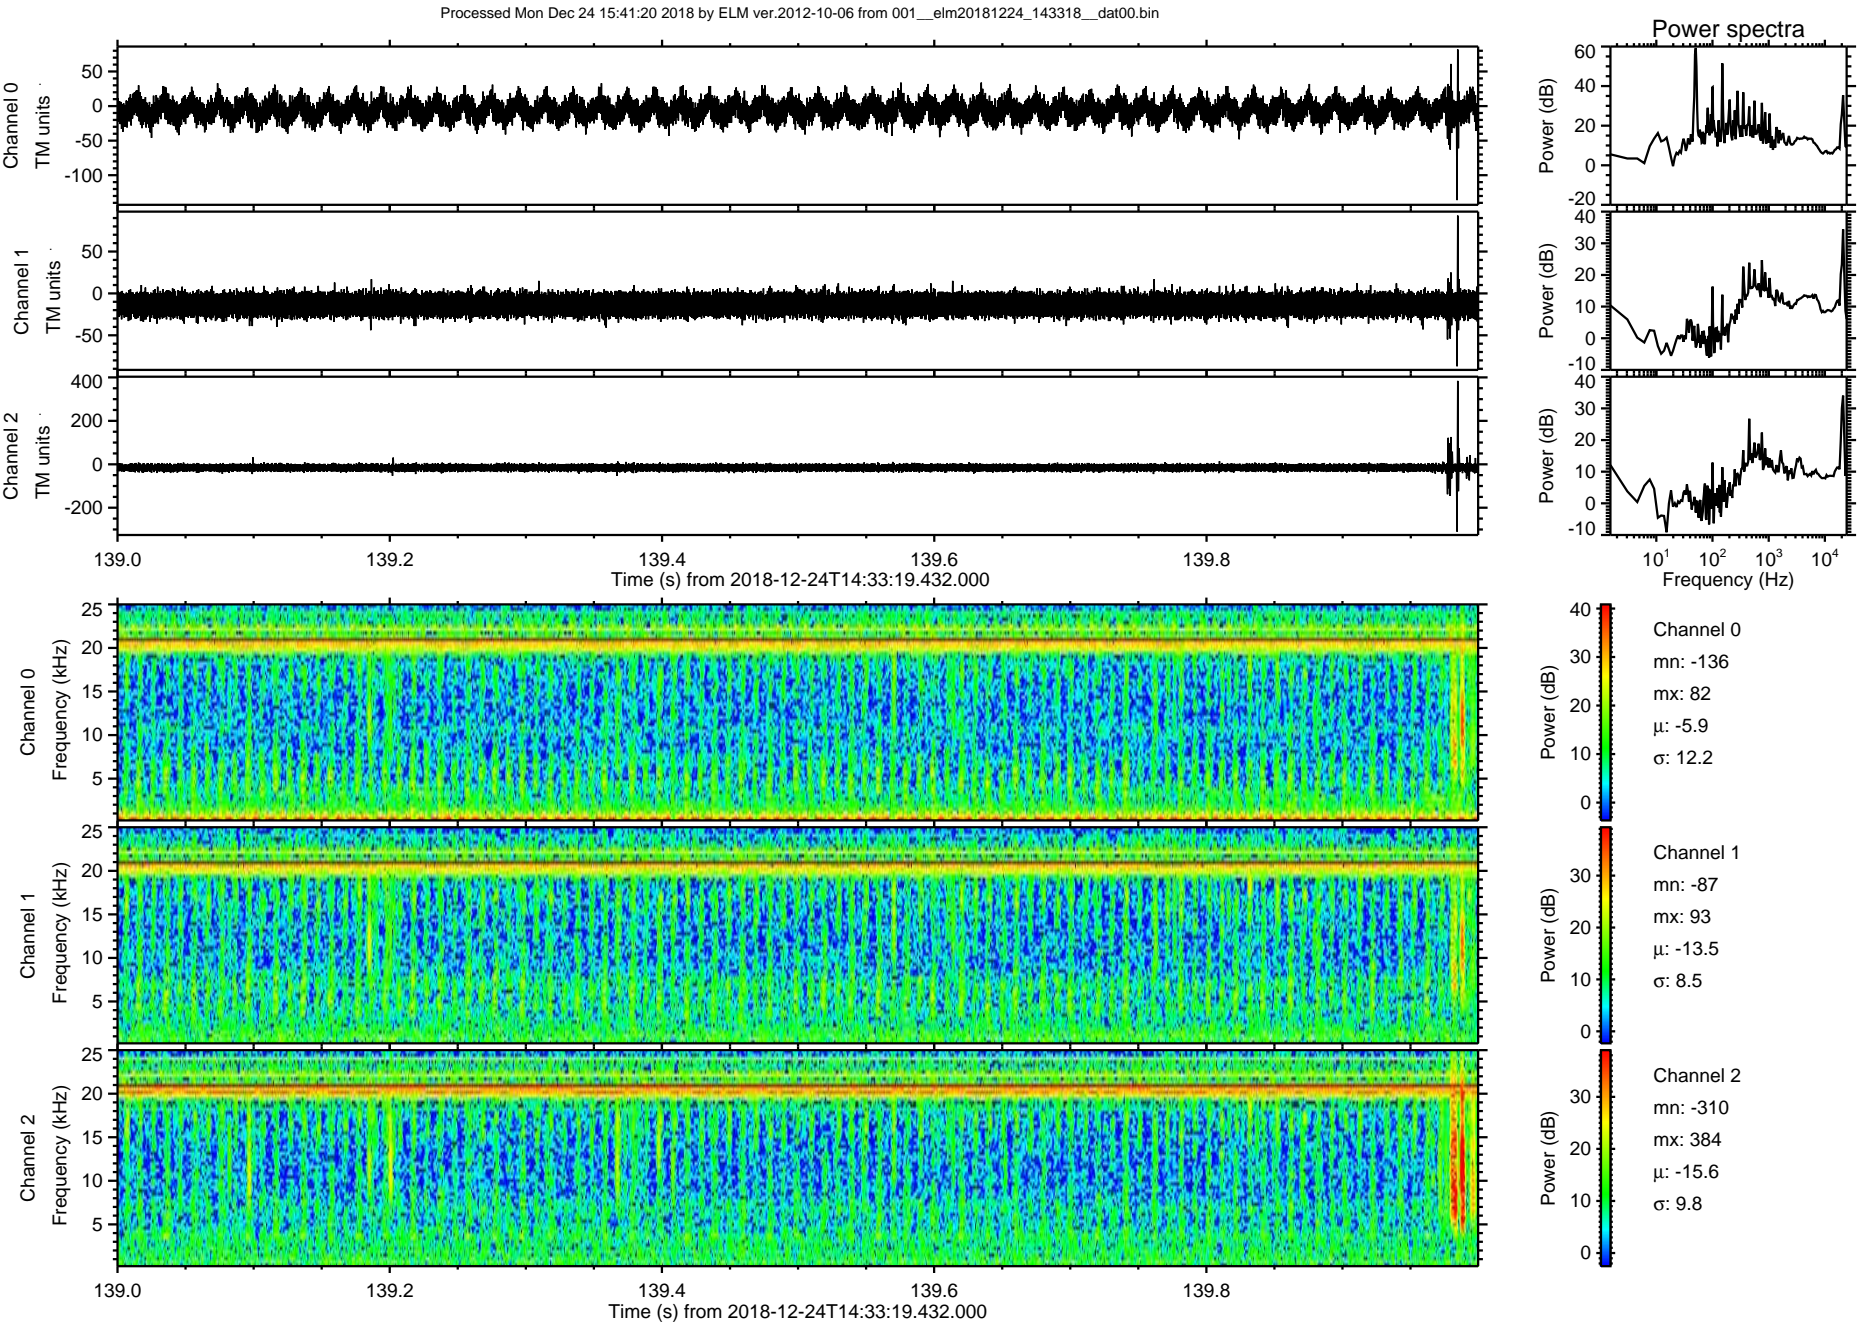 Processed Mon Dec 24 15:41:20 2018 by ELM ver.2012-10-06 from 001__elm20181224_143318__dat00.bin
Power spectra
Channel 0
TM units
50
0
-50
-100
Power (dB)
60
40
20
0
-20
Channel 1
TM units
50
0
-50
Power (dB)
40
30
20
10
0
-10
Channel 2
TM units
400
200
0
-200
Power (dB)
40
30
20
10
0
-10
139.0 139.2 139.4 139.6 139.8
Time (s) from 2018-12-24T14:33:19.432.000
10¹ 10² 10³ 10⁴
Frequency (Hz)
Channel 0
Frequency (kHz)
25
20
15
10
5
Power (dB)
40
30
20
10
0
Channel 0
mn: -136
mx: 82
µ: -5.9
σ: 12.2
Channel 1
Frequency (kHz)
25
20
15
10
5
Power (dB)
30
20
10
0
Channel 1
mn: -87
mx: 93
µ: -13.5
σ: 8.5
Channel 2
Frequency (kHz)
25
20
15
10
5
Power (dB)
30
20
10
0
Channel 2
mn: -310
mx: 384
µ: -15.6
σ: 9.8
139.0 139.2 139.4 139.6 139.8
Time (s) from 2018-12-24T14:33:19.432.000